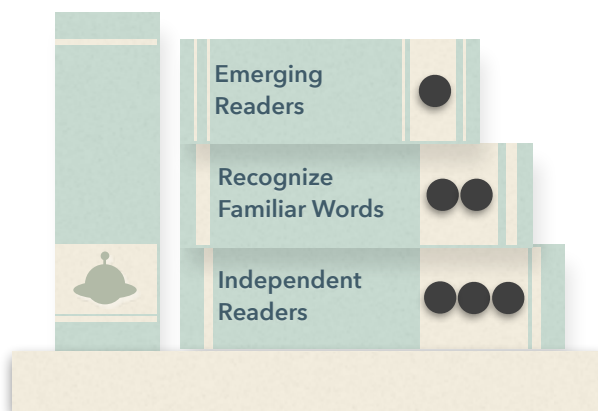 Emerging
Readers
Recognize
Familiar Words
Independent
Readers